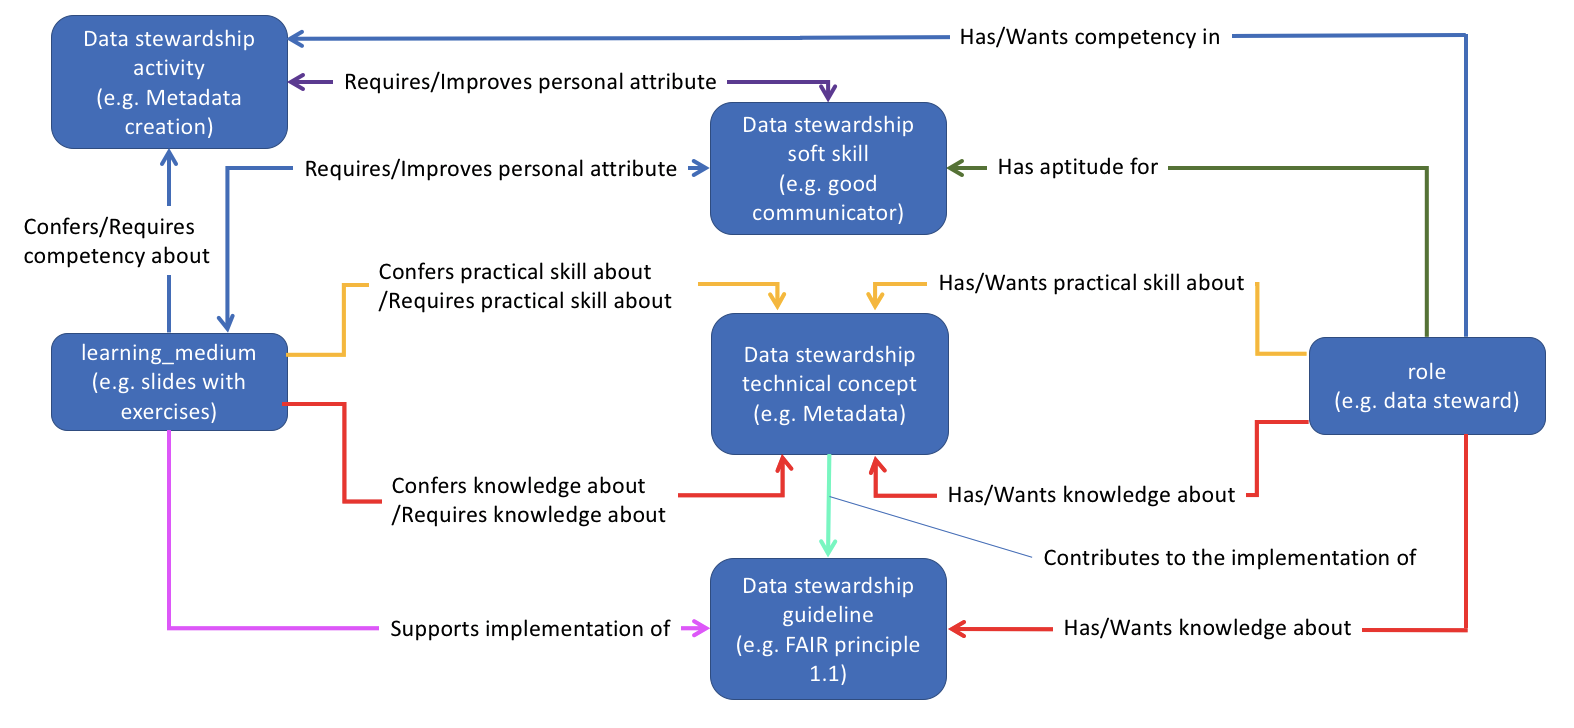 Data stewardship
activity
(e.g. Metadata
creation)
Has/Wants competency in
Requires/Improves personal attribute
Data stewardship
soft skill
(e.g. good
communicator)
Requires/Improves personal attribute
Has aptitude for
Confers/Requires
competency about
Confers practical skill about
/Requires practical skill about
Has/Wants practical skill about
learning_medium
(e.g. slides with
exercises)
Data stewardship
technical concept
(e.g. Metadata)
role
(e.g. data steward)
Confers knowledge about
/Requires knowledge about
Has/Wants knowledge about
Contributes to the implementation of
Data stewardship
guideline
(e.g. FAIR principle
1.1)
Supports implementation of
Has/Wants knowledge about